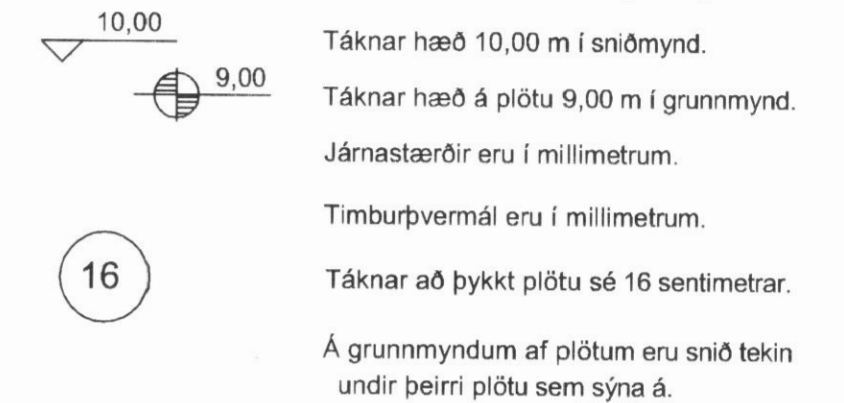 10,00
Táknar hæð 10,00 m í sniðmynd.
9,00
Táknar hæð á plötu 9,00 m í grunnmynd.
Járnastærðir eru í millimetrum.
Timburþvermál eru í millimetrum.
16
Táknar að þykkt plötu sé 16 sentimetrar.
Á grunnmyndum af plötum eru snið tekin
undir þeirri plötu sem sýna á.